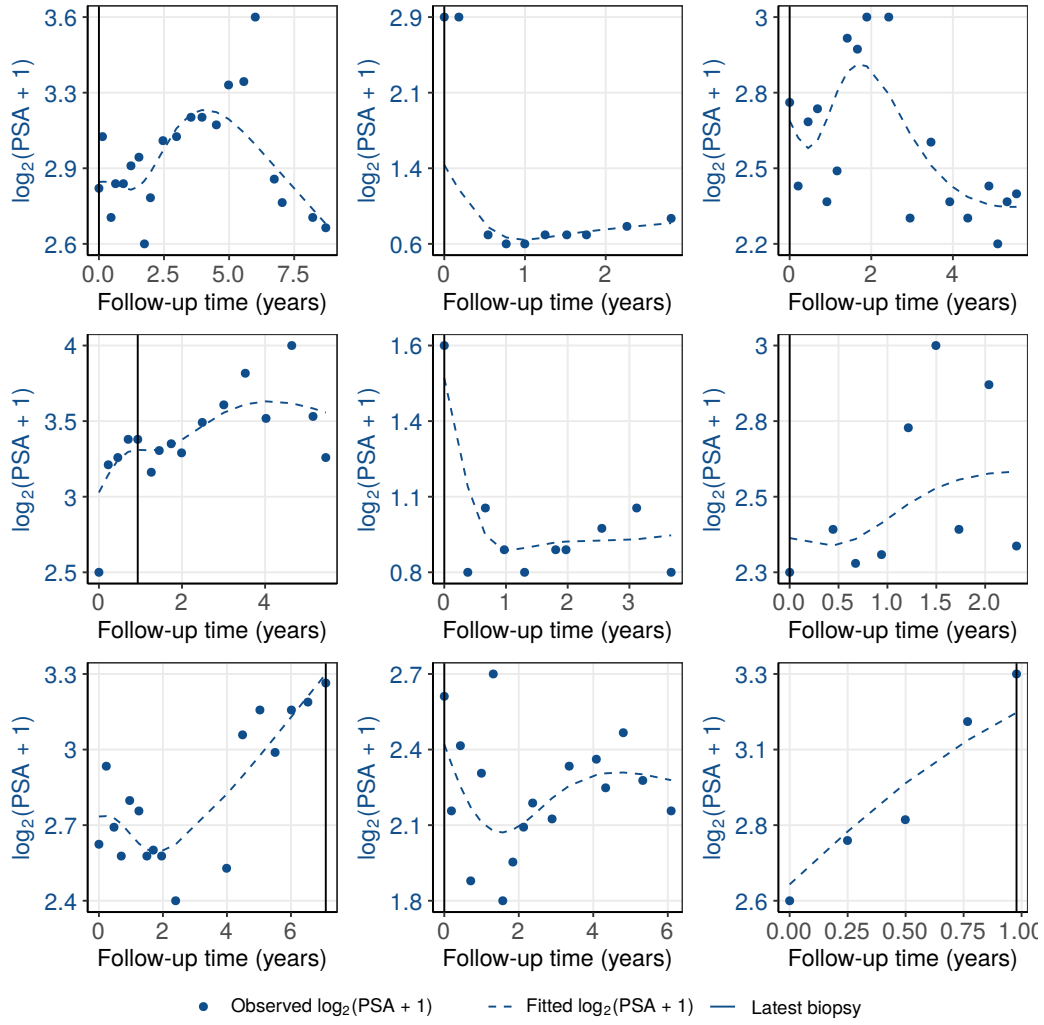 3.6
3.3
2.9
2.6
log₂(PSA + 1)
0.0 2.5 5.0 7.5
Follow-up time (years)
2.9
2.1
1.4
0.6
log₂(PSA + 1)
0 1 2
Follow-up time (years)
3
2.8
2.5
2.2
log₂(PSA + 1)
0 2 4
Follow-up time (years)
4
3.5
3
2.5
log₂(PSA + 1)
0 2 4
Follow-up time (years)
1.6
1.4
1.1
0.8
log₂(PSA + 1)
0 1 2 3
Follow-up time (years)
3
2.8
2.5
2.3
log₂(PSA + 1)
0.0 0.5 1.0 1.5 2.0
Follow-up time (years)
3.3
3
2.7
2.4
log₂(PSA + 1)
0 2 4 6
Follow-up time (years)
2.7
2.4
2.1
1.8
log₂(PSA + 1)
0 2 4 6
Follow-up time (years)
3.3
3.1
2.8
2.6
log₂(PSA + 1)
0.00 0.25 0.50 0.75 1.00
Follow-up time (years)
Observed log₂(PSA + 1) Fitted log₂(PSA + 1) Latest biopsy